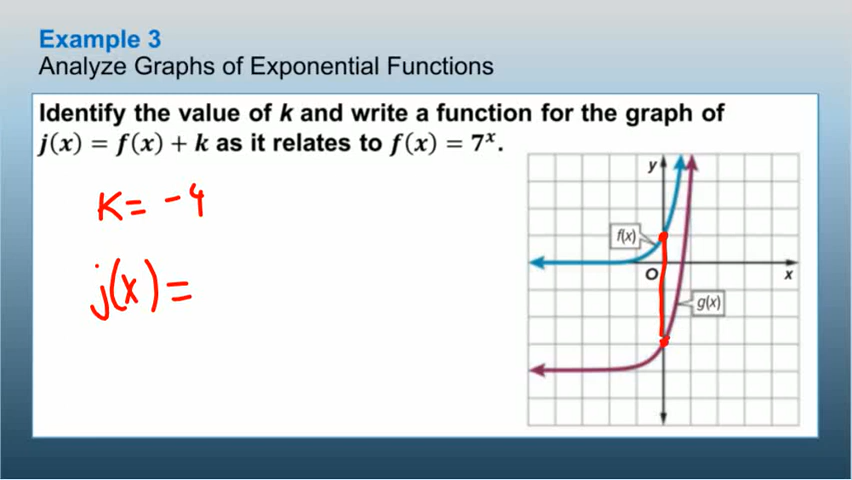 Example 3
Analyze Graphs of Exponential Functions
Identify the value of k and write a function for the graph of
j(x) = f(x) + k as it relates to f(x) = 7ˣ.
K = -4
j(x) =
y
f(x)
O
x
g(x)